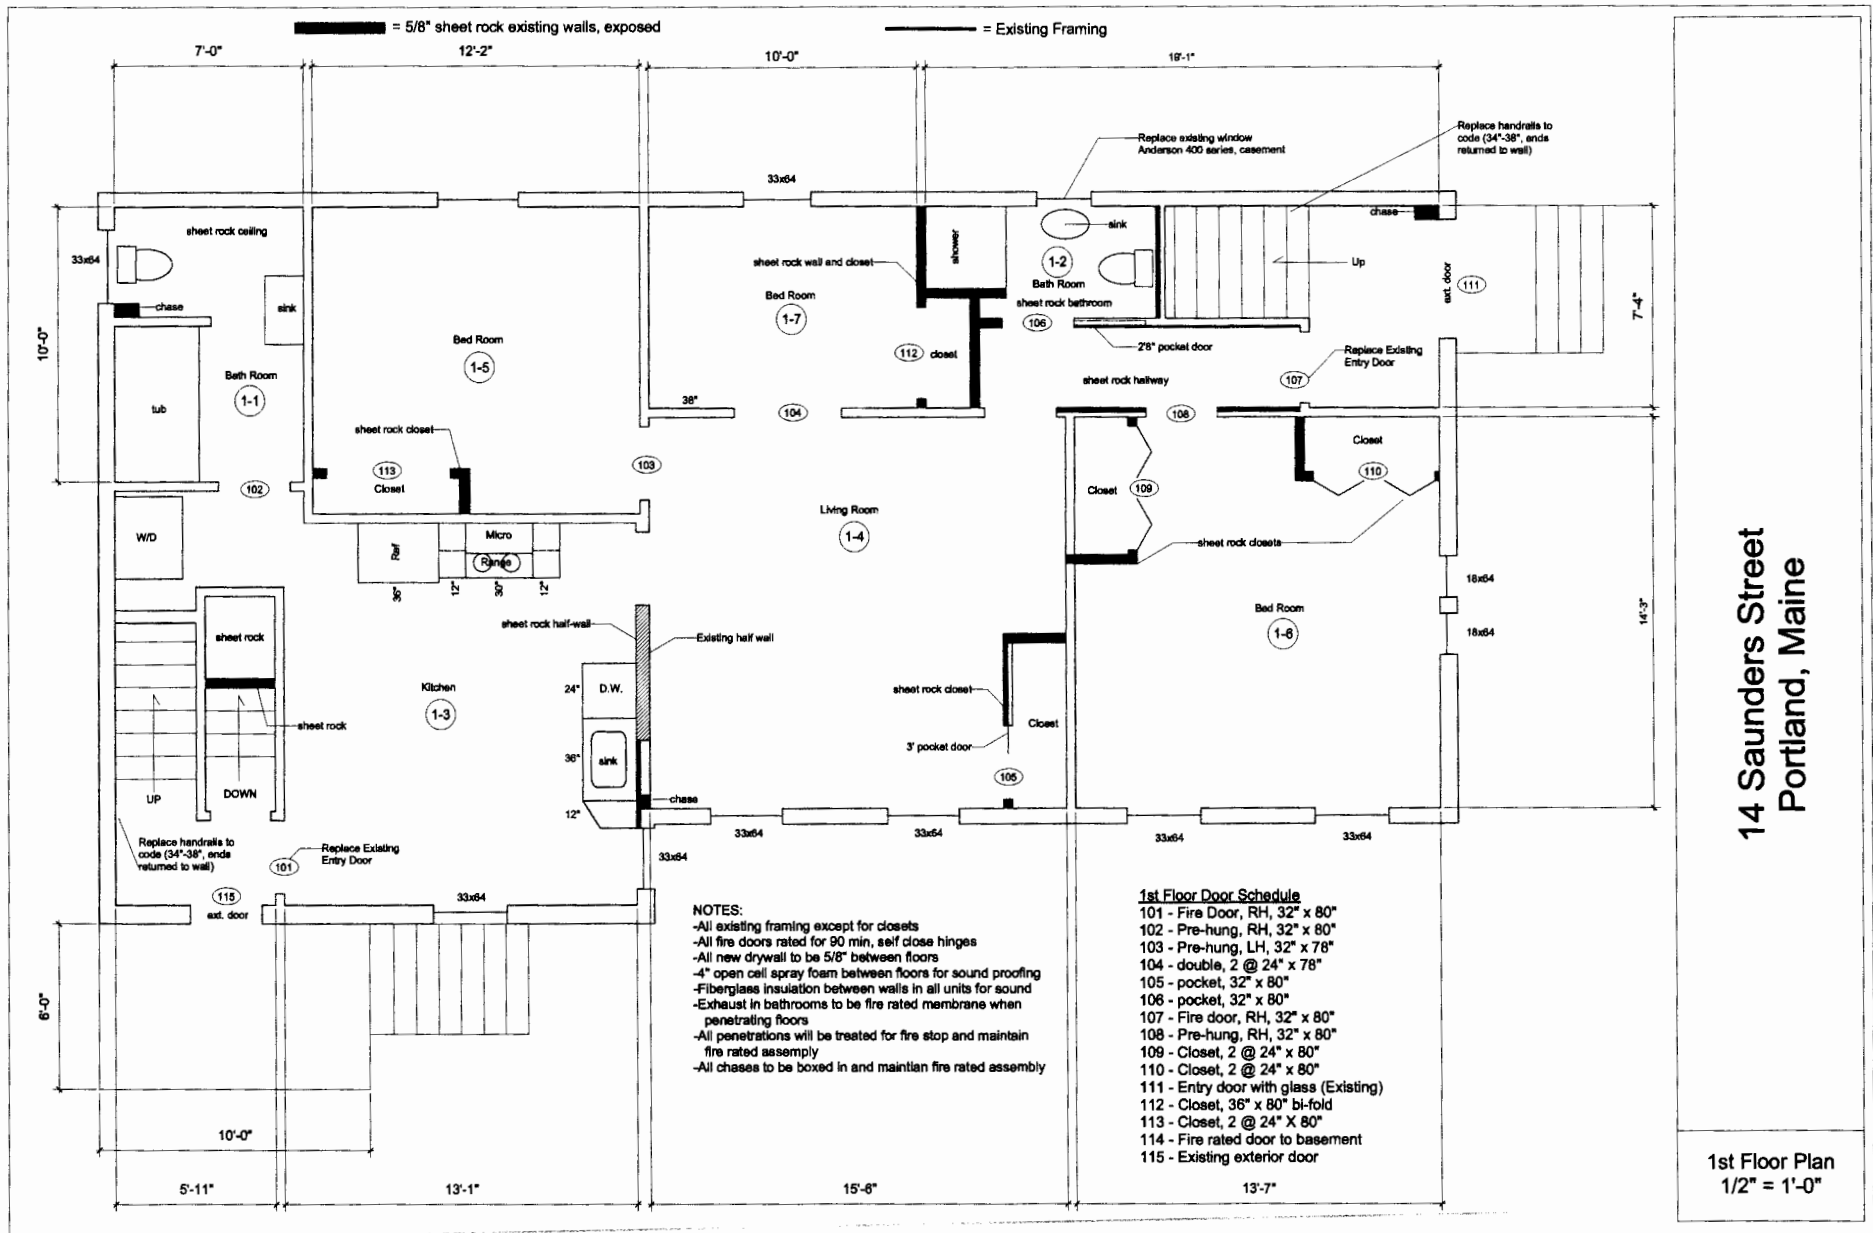 = 5/8" sheet rock existing walls, exposed
= Existing Framing
7'-0"
12'-2"
10'-0"
19'-1"
Replace existing window
Anderson 400 series, casement
Replace handrails to
code (34"-38", ends
returned to wall)
33x64
chase
sheet rock ceiling
33x64
sink
shower
sink
1-2
Bath Room
sheet rock bathroom
Up
ext. door
111
sheet rock wall and closet
Bed Room
1-7
chase
sink
10'-0"
7'-4"
106
2'8" pocket door
Bed Room
1-5
112
closet
Replace Existing
Entry Door
107
sheet rock hallway
Bath Room
1-1
tub
38"
104
108
sheet rock closet
113
Closet
103
102
Closet
110
Closet
109
W/D
Living Room
1-4
Ref
Micro
Range
36"
12"
30"
12"
sheet rock closets
18x64
18x64
14'-3"
Bed Room
1-6
sheet rock half-wall
Existing half wall
sheet rock
Kitchen
1-3
24"
D.W.
sheet rock closet
Closet
sheet rock
36"
sink
3' pocket door
105
UP
DOWN
chase
12"
33x64
33x64
33x64
33x64
Replace handrails to
code (34"-38", ends
returned to wall)
101
Replace Existing
Entry Door
33x64
115
ext. door
33x64
NOTES:
-All existing framing except for closets
-All fire doors rated for 90 min, self close hinges
-All new drywall to be 5/8" between floors
-4" open cell spray foam between floors for sound proofing
-Fiberglass insulation between walls in all units for sound
-Exhaust in bathrooms to be fire rated membrane when
penetrating floors
-All penetrations will be treated for fire stop and maintain
fire rated assemply
-All chases to be boxed in and maintian fire rated assembly
1st Floor Door Schedule
101 - Fire Door, RH, 32" x 80"
102 - Pre-hung, RH, 32" x 80"
103 - Pre-hung, LH, 32" x 78"
104 - double, 2 @ 24" x 78"
105 - pocket, 32" x 80"
106 - pocket, 32" x 80"
107 - Fire door, RH, 32" x 80"
108 - Pre-hung, RH, 32" x 80"
109 - Closet, 2 @ 24" x 80"
110 - Closet, 2 @ 24" x 80"
111 - Entry door with glass (Existing)
112 - Closet, 36" x 80" bi-fold
113 - Closet, 2 @ 24" X 80"
114 - Fire rated door to basement
115 - Existing exterior door
6'-0"
10'-0"
5'-11"
13'-1"
15'-6"
13'-7"
14 Saunders Street
Portland, Maine
1st Floor Plan
1/2" = 1'-0"